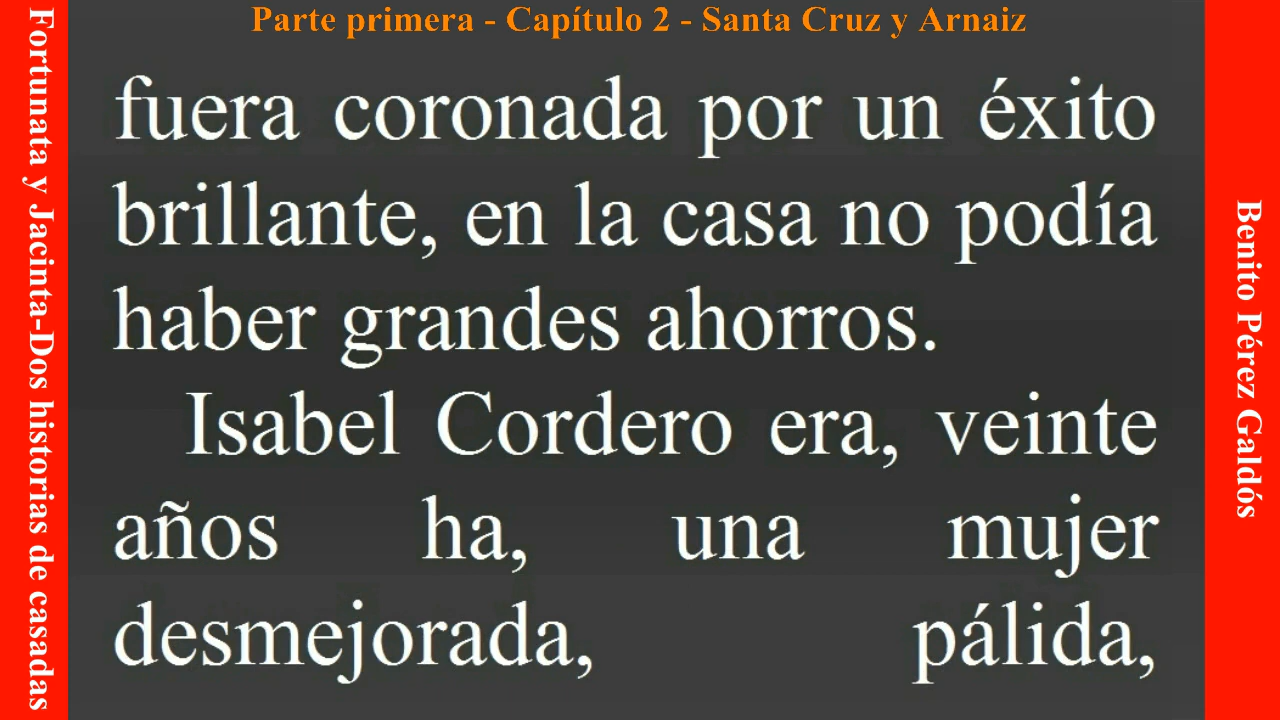 Parte primera - Capítulo 2 - Santa Cruz y Arnaiz
Fortunata y Jacinta-Dos historias de casadas
fuera coronada por un éxito
brillante, en la casa no podía
haber grandes ahorros.
Isabel Cordero era, veinte
años ha, una mujer
desmejorada, pálida,
Benito Pérez Galdós